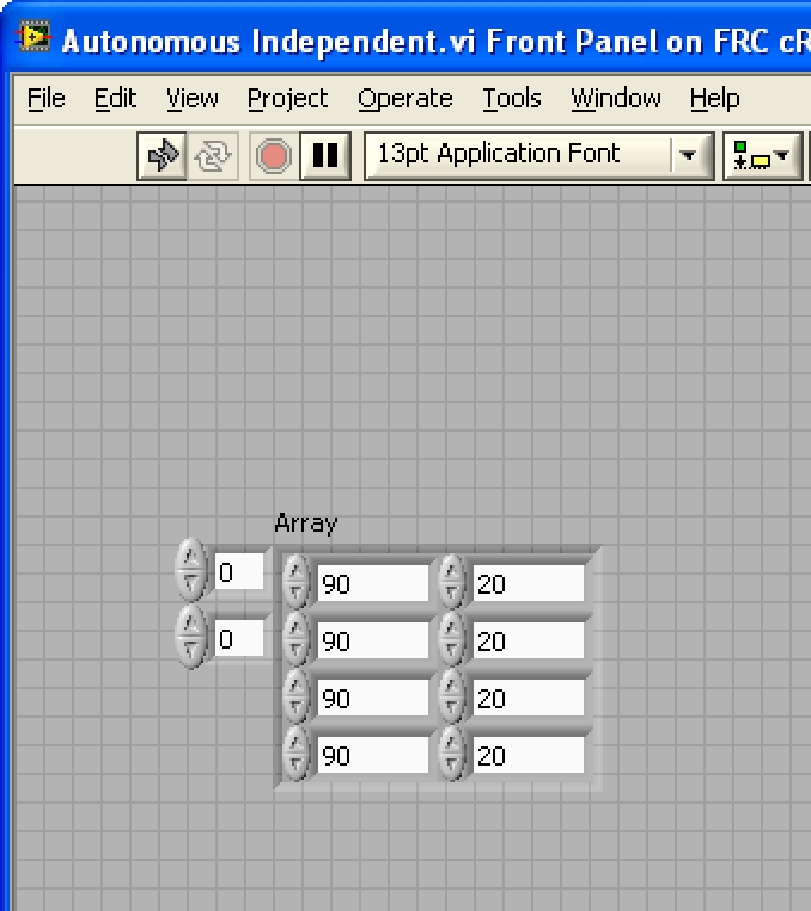 Autonomous Independent.vi Front Panel on FRC cR
File Edit View Project Operate Tools Window Help
13pt Application Font
Array
0 90 20
0 90 20
90 20
90 20